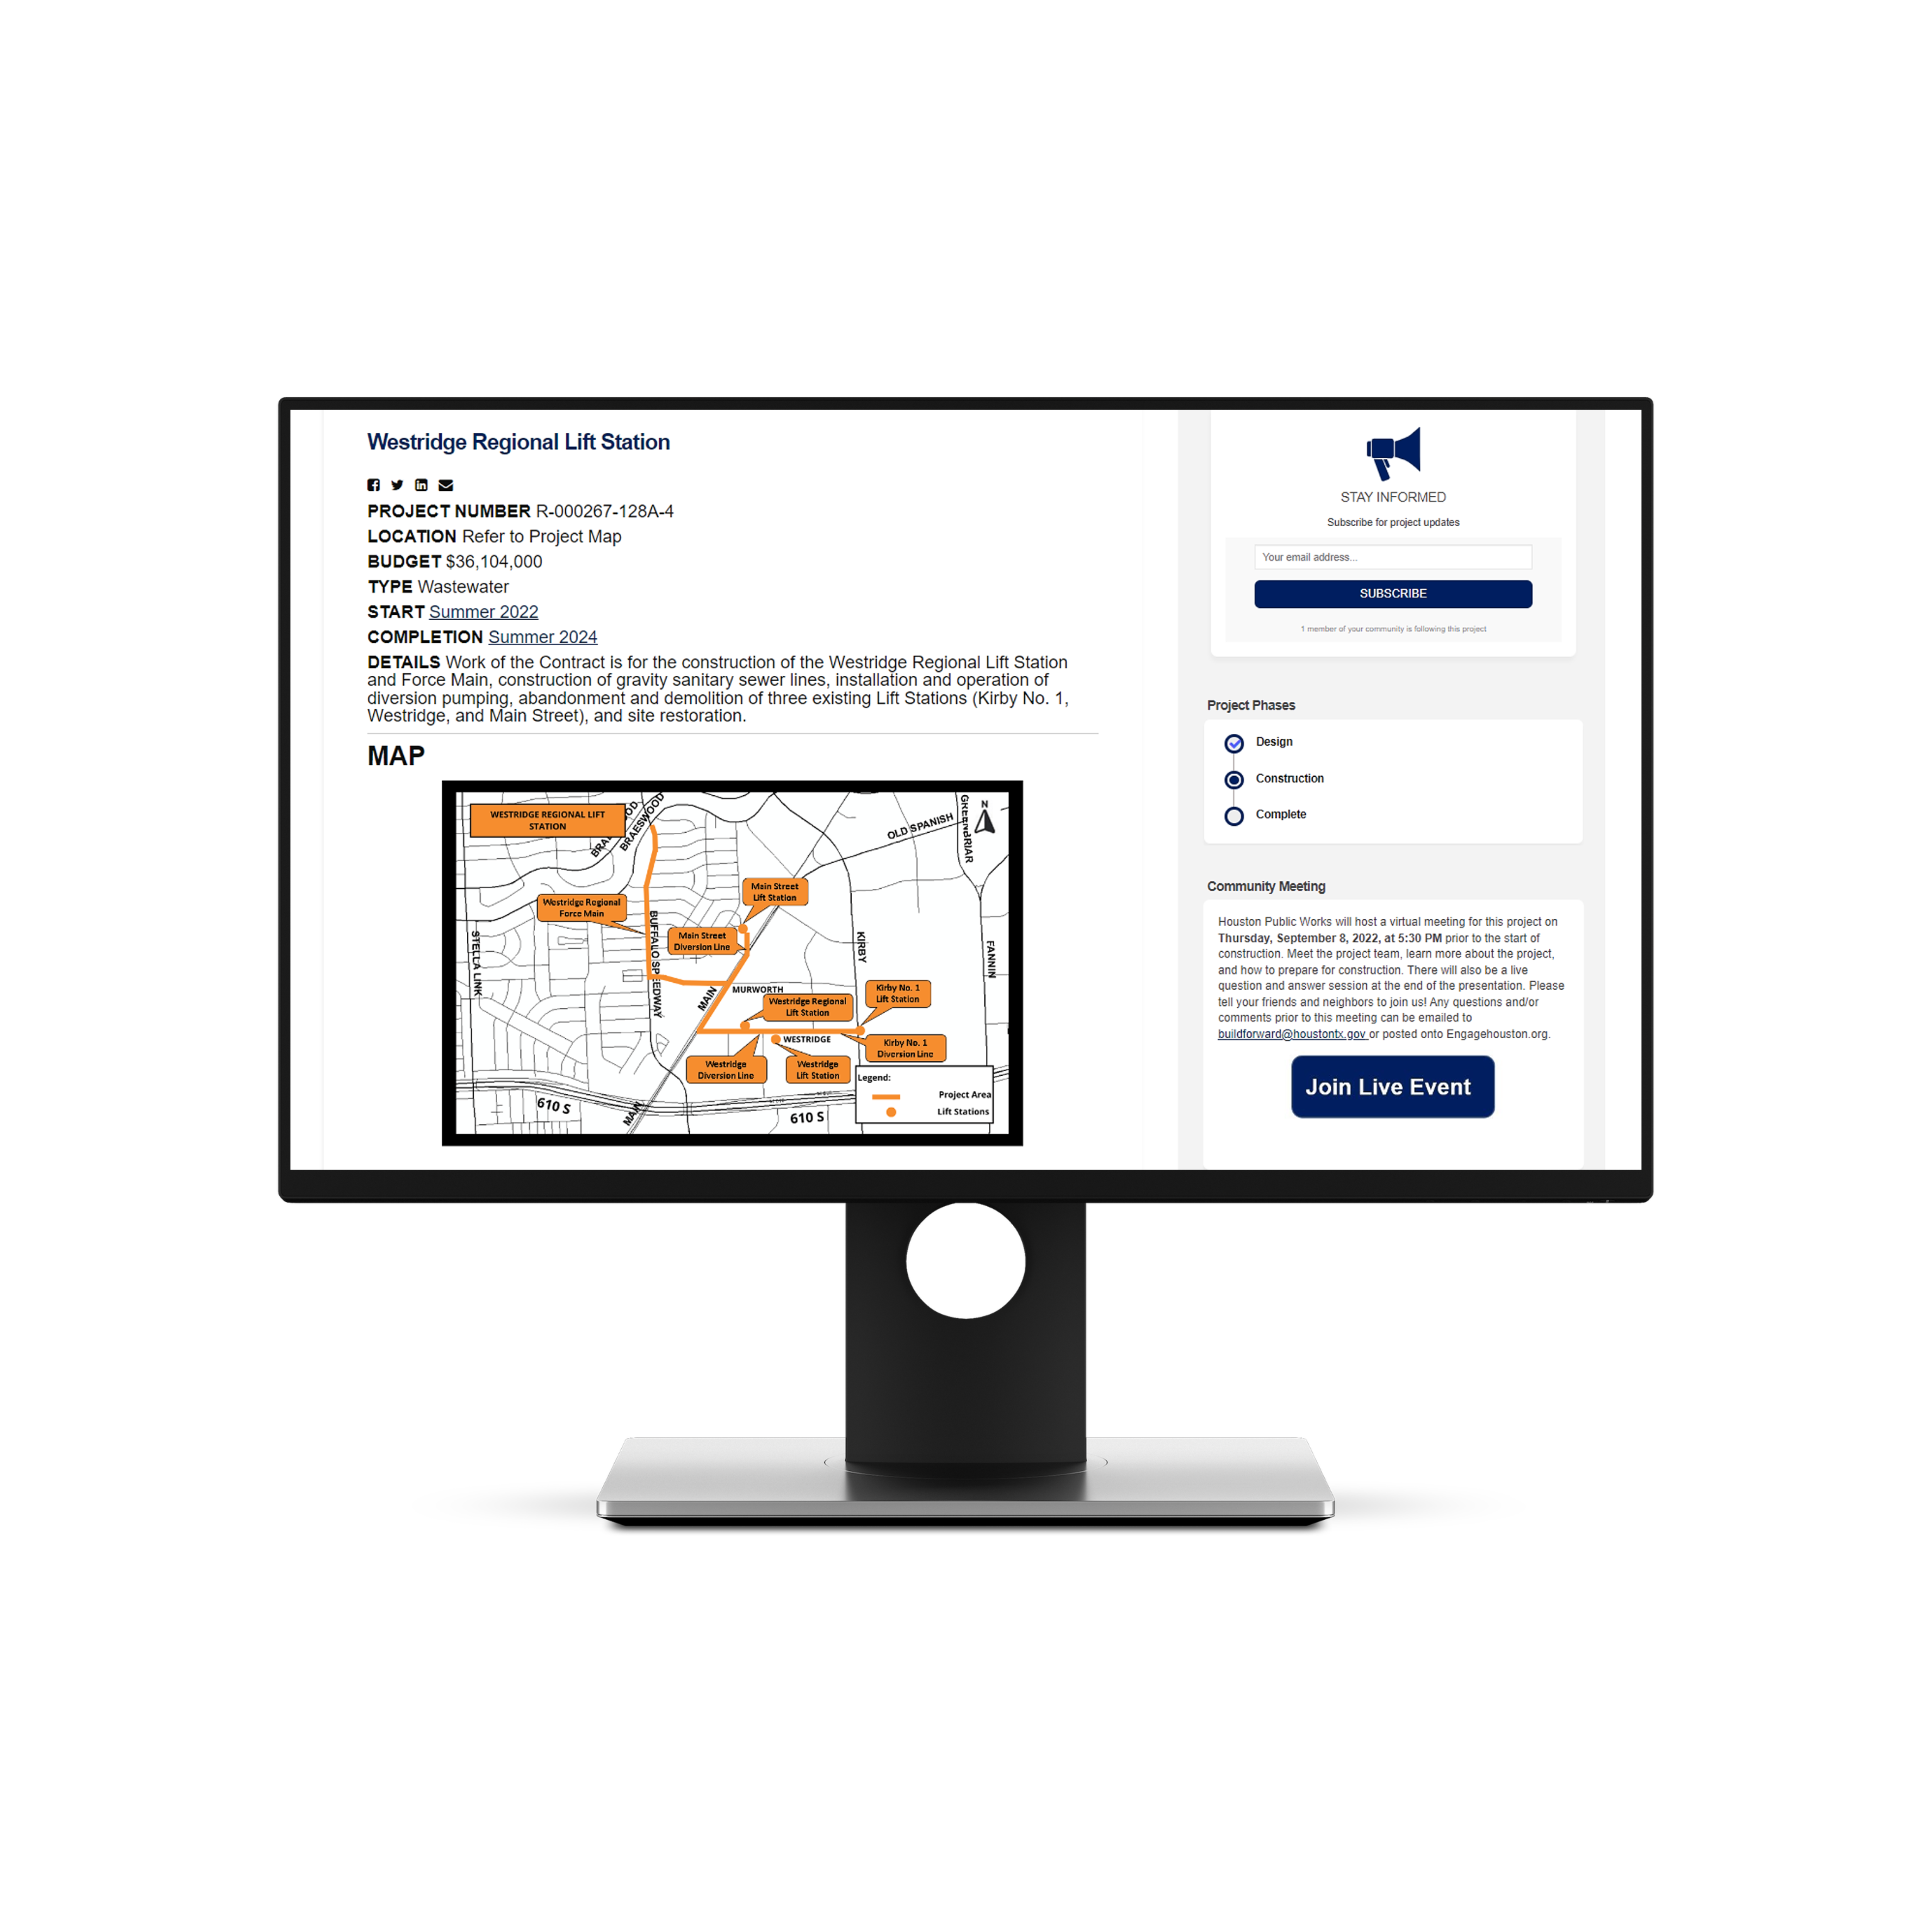 Westridge Regional Lift Station
PROJECT NUMBER R-000267-128A-4
LOCATION Refer to Project Map
BUDGET $36,104,000
TYPE Wastewater
START Summer 2022
COMPLETION Summer 2024
DETAILS Work of the Contract is for the construction of the Westridge Regional Lift Station
and Force Main, construction of gravity sanitary sewer lines, installation and operation of
diversion pumping, abandonment and demolition of three existing Lift Stations (Kirby No. 1,
Westridge, and Main Street), and site restoration.
MAP
WESTRIDGE REGIONAL LIFT
STATION
BRAESWOOD
OLD SPANISH
GREENBRIAR
N
Main Street
Lift Station
Westridge Regional
Force Main
Main Street
Diversion Line
STELLA LINK
BUFFALO SPEEDWAY
KIRBY
FANNIN
MAIN
MURWORTH
Westridge Regional
Lift Station
Kirby No. 1
Lift Station
WESTRIDGE
Kirby No. 1
Diversion Line
Westridge
Diversion Line
Westridge
Lift Station
610 S
MAIN
610 S
Legend:
Project Area
Lift Stations
STAY INFORMED
Subscribe for project updates
Your email address...
SUBSCRIBE
1 member of your community is following this project
Project Phases
Design
Construction
Complete
Community Meeting
Houston Public Works will host a virtual meeting for this project on
Thursday, September 8, 2022, at 5:30 PM prior to the start of
construction. Meet the project team, learn more about the project,
and how to prepare for construction. There will also be a live
question and answer session at the end of the presentation. Please
tell your friends and neighbors to join us! Any questions and/or
comments prior to this meeting can be emailed to
buildforward@houstontx.gov or posted onto Engagehouston.org.
Join Live Event